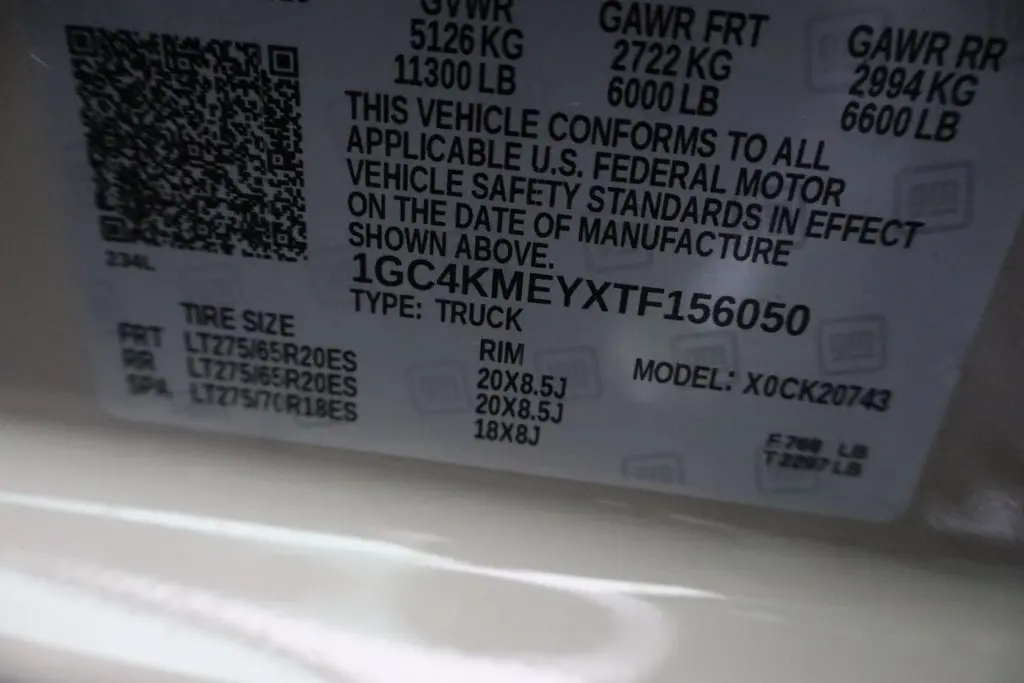 GVWR GAWR FRT GAWR RR
5126 KG 2722 KG 2994 KG
11300 LB 6000 LB 6600 LB
THIS VEHICLE CONFORMS TO ALL
APPLICABLE U.S. FEDERAL MOTOR
VEHICLE SAFETY STANDARDS IN EFFECT
ON THE DATE OF MANUFACTURE
SHOWN ABOVE.
1GC4KMEYXTF156050
TYPE: TRUCK
234L
TIRE SIZE RIM
FRT LT275/65R20ES 20X8.5J
RR LT275/65R20ES 20X8.5J
SPA LT275/70R18ES 18X8J
MODEL: X0CK20743
F 768 LB
T 2297 LB